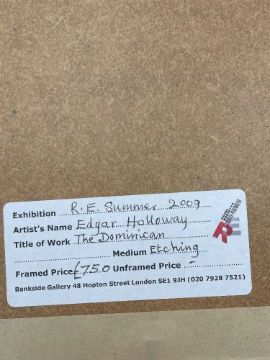 Exhibition R.E. Summer 2009
Artist's Name Edgar Holloway
Title of Work The Dominican
Medium Etching
Framed Price £750 Unframed Price -
Bankside Gallery 48 Hopton Street London SE1 9JH (020 7928 7521)
RE